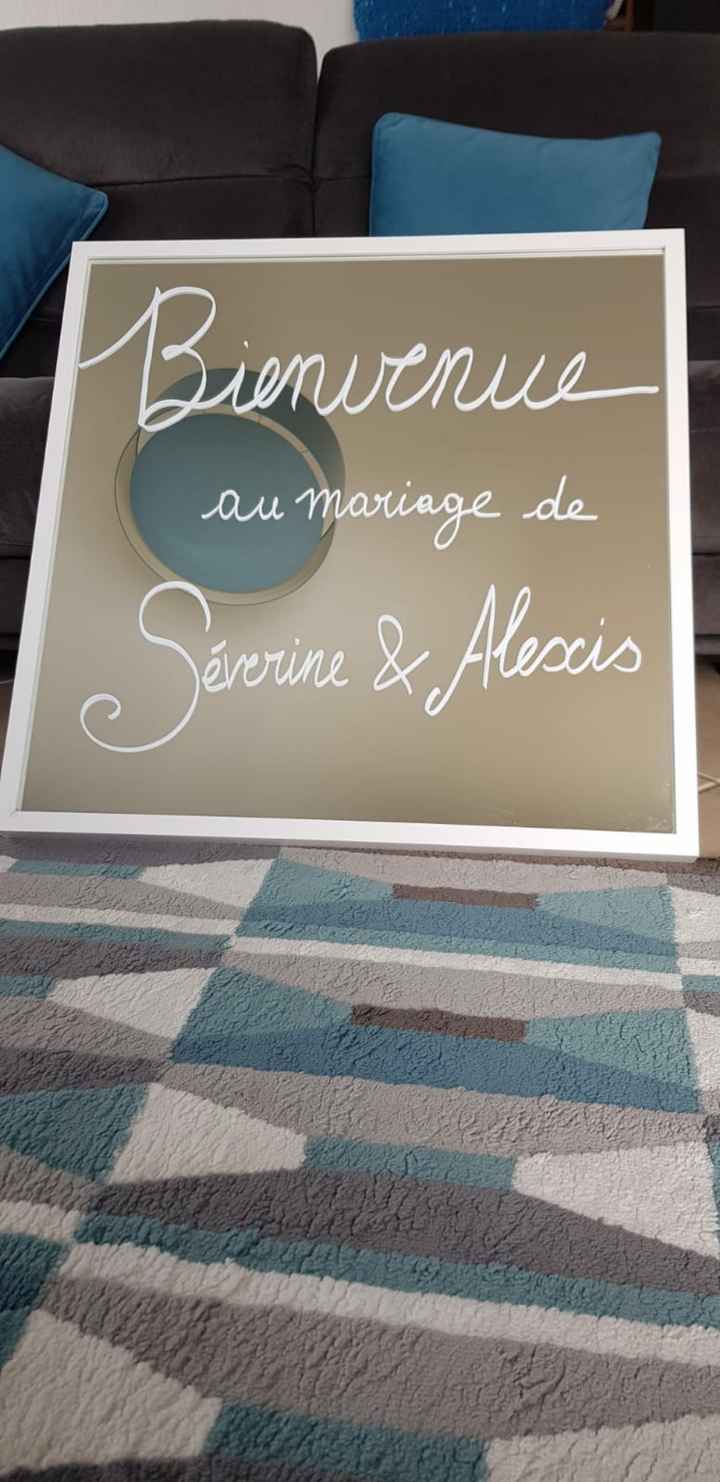 Bienvenue
au mariage de
Séverine & Alexis